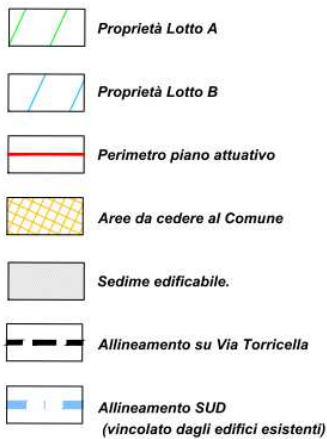 Proprietà Lotto A
Proprietà Lotto B
Perimetro piano attuativo
Aree da cedere al Comune
Sedime edificabile.
Allineamento su Via Torricella
Allineamento SUD
(vincolato dagli edifici esistenti)